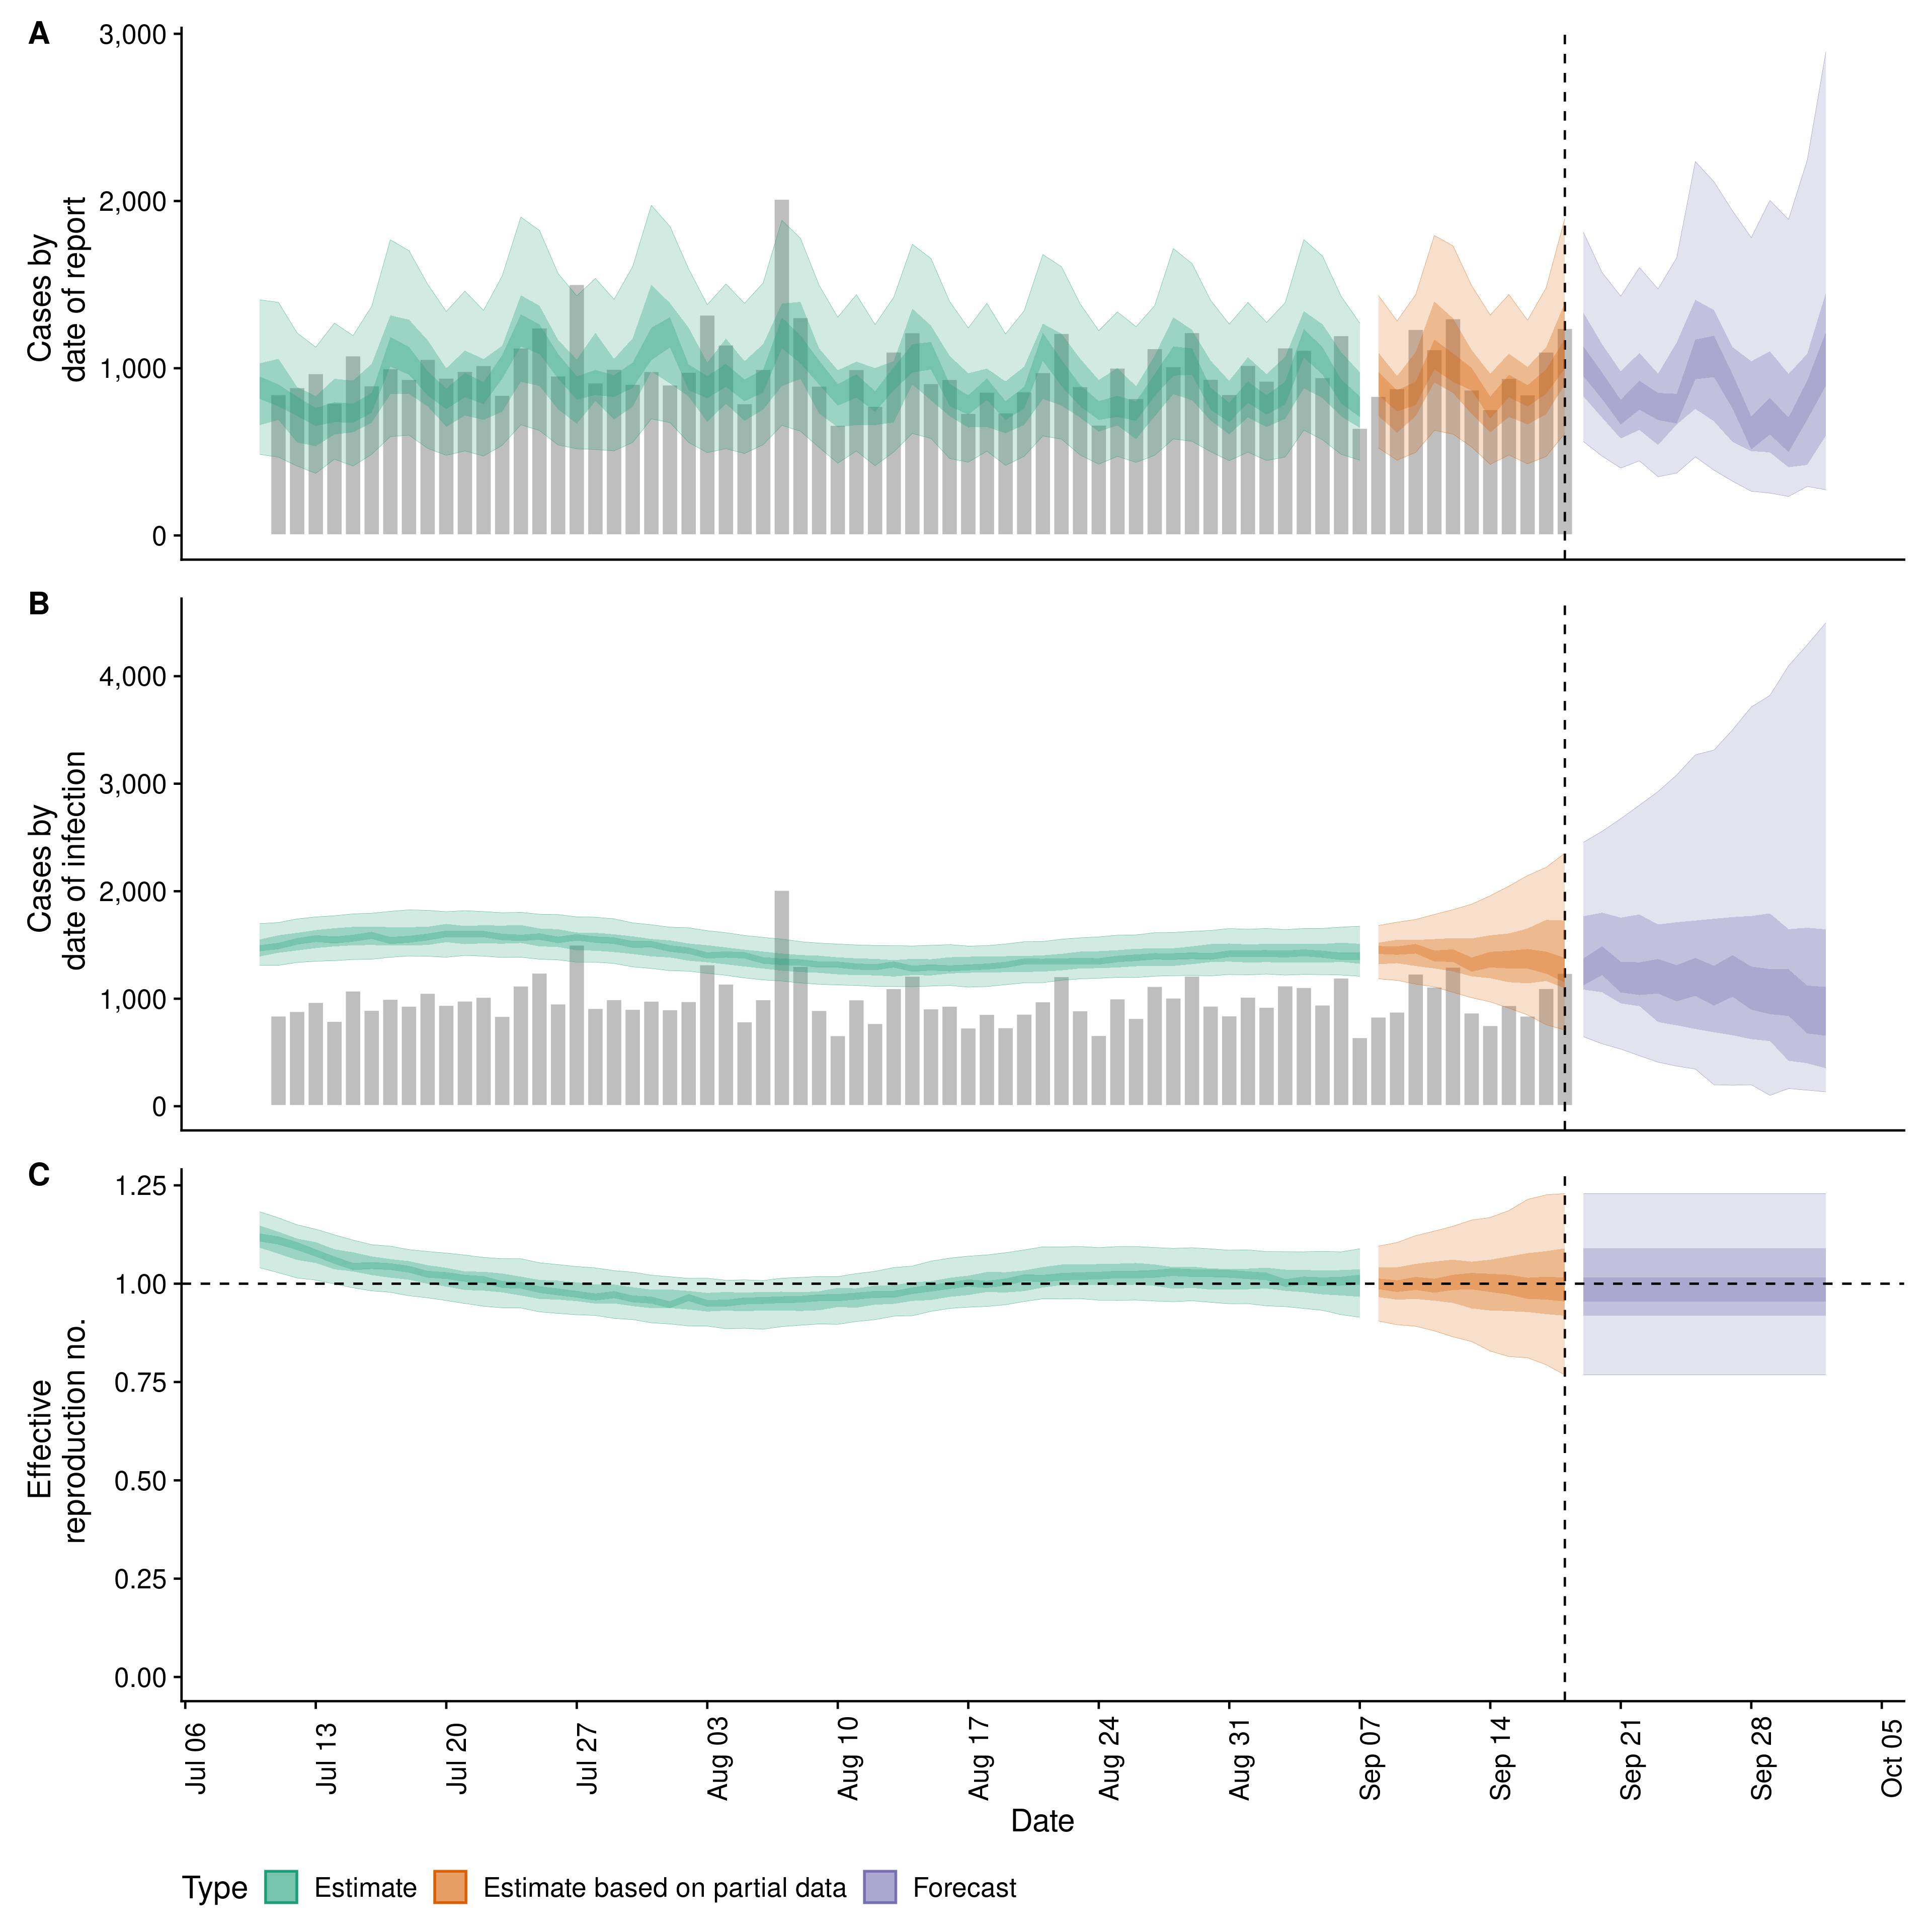 A
3,000
2,000
1,000
0
Cases by
date of report
B
4,000
3,000
2,000
1,000
0
Cases by
date of infection
C
1.25
1.00
0.75
0.50
0.25
0.00
Effective
reproduction no.
Jul 06
Jul 13
Jul 20
Jul 27
Aug 03
Aug 10
Aug 17
Aug 24
Aug 31
Sep 07
Sep 14
Sep 21
Sep 28
Oct 05
Date
Type Estimate Estimate based on partial data Forecast